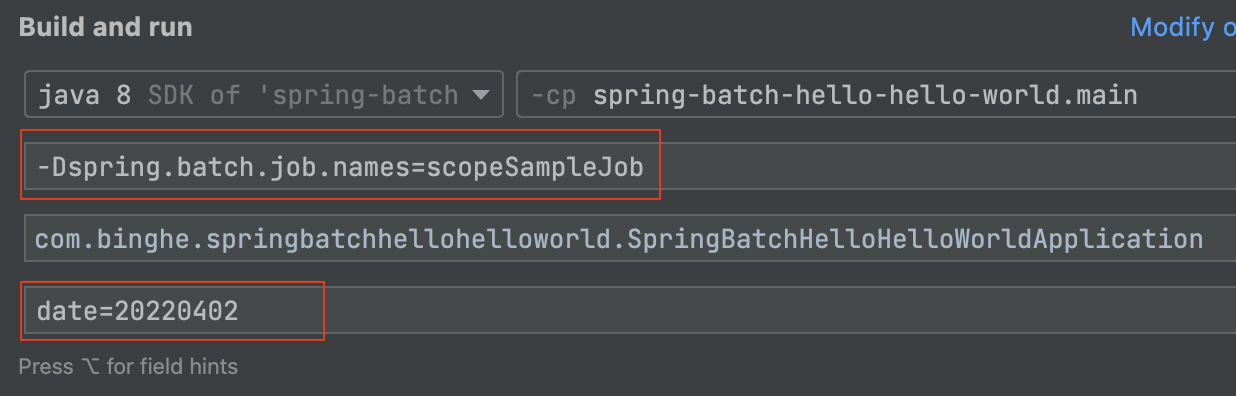 Build and run
Modify o
java 8 SDK of 'spring-batch
-cp spring-batch-hello-hello-world.main
-Dspring.batch.job.names=scopeSampleJob
com.binghe.springbatchhellohelloworld.SpringBatchHelloHelloWorldApplication
date=20220402
Press ⌥ for field hints